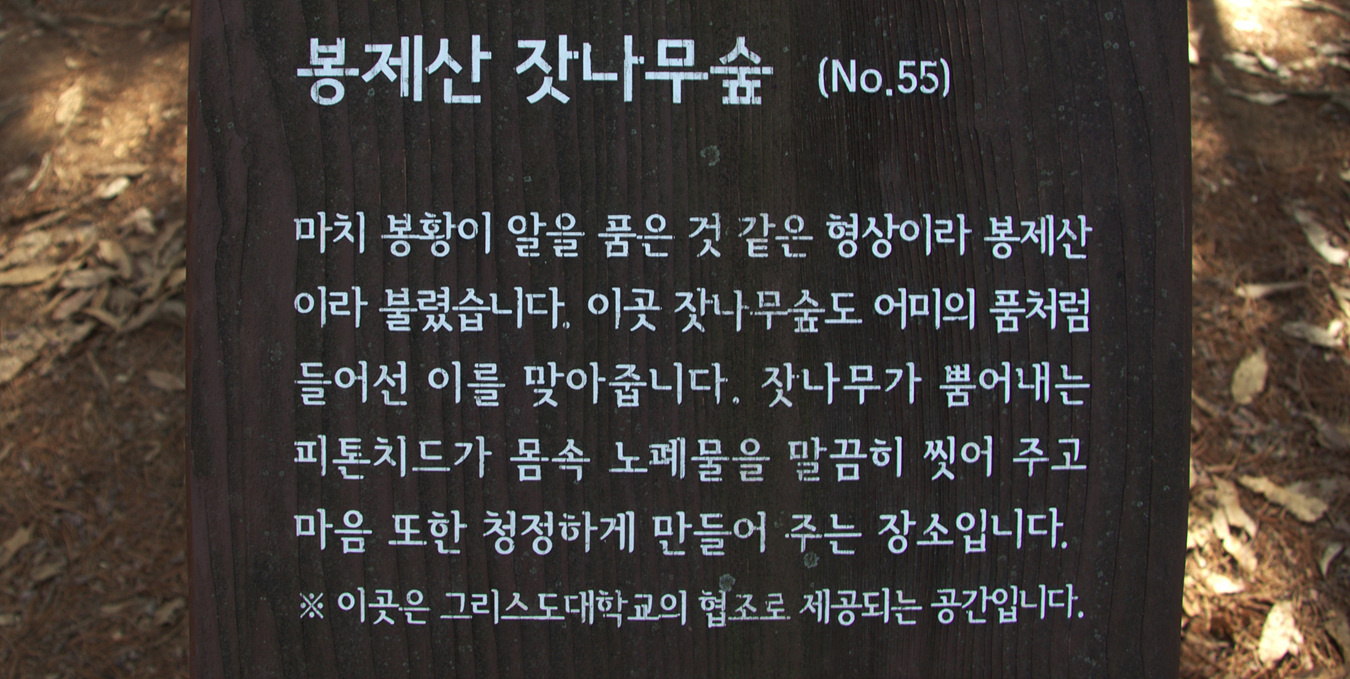 봉제산 잣나무숲 (No.55)
마치 봉황이 알을 품은 것 같은 형상이라 봉제산
이라 불렸습니다. 이곳 잣나무숲도 어미의 품처럼
들어선 이를 맞아줍니다. 잣나무가 뿜어내는
피톤치드가 몸속 노폐물을 말끔히 씻어 주고
마음 또한 청정하게 만들어 주는 장소입니다.
※ 이곳은 그리스도대학교의 협조로 제공되는 공간입니다.